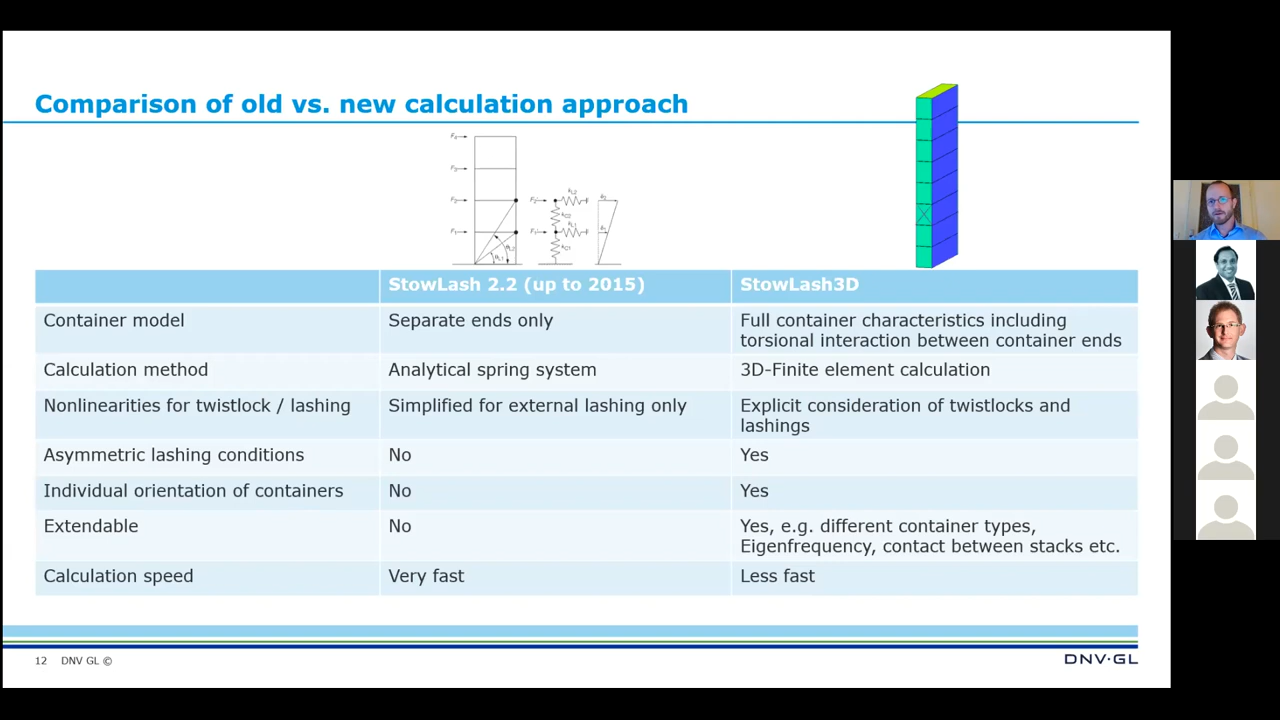 Comparison of old vs. new calculation approach
StowLash 2.2 (up to 2015)
StowLash3D
Container model
Separate ends only
Full container characteristics including
torsional interaction between container ends
Calculation method
Analytical spring system
3D-Finite element calculation
Nonlinearities for twistlock / lashing
Simplified for external lashing only
Explicit consideration of twistlocks and
lashings
Asymmetric lashing conditions
No
Yes
Individual orientation of containers
No
Yes
Extendable
No
Yes, e.g. different container types,
Eigenfrequency, contact between stacks etc.
Calculation speed
Very fast
Less fast
12
DNV GL ©
DNV·GL